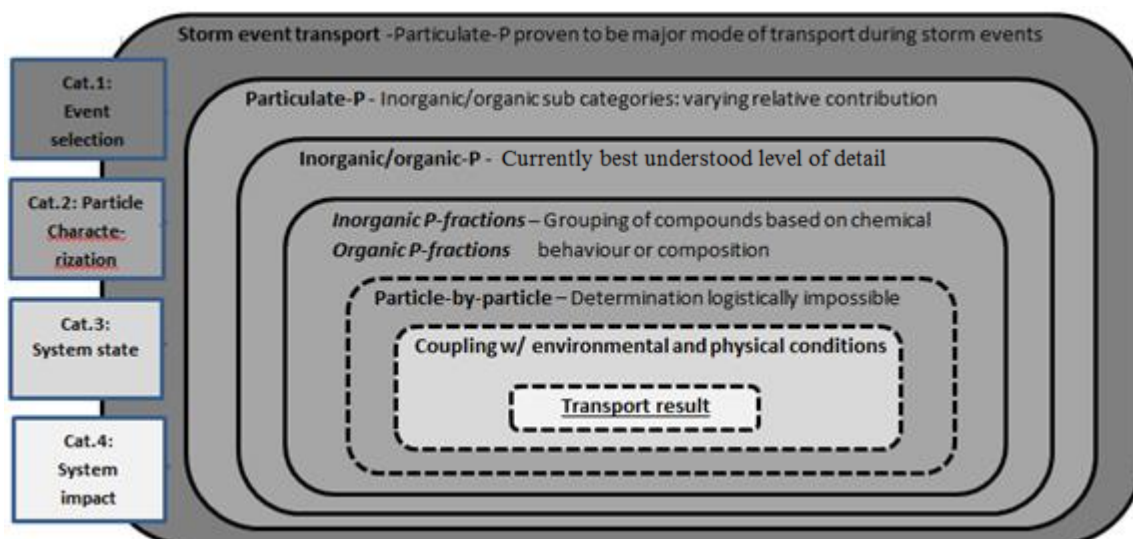 Storm event transport -Particulate-P proven to be major mode of transport during storm events
Cat.1:
Event
selection
Particulate-P - Inorganic/organic sub categories: varying relative contribution
Inorganic/organic-P - Currently best understood level of detail
Cat.2: Particle
Characte-
rization
Inorganic P-fractions – Grouping of compounds based on chemical
Organic P-fractions behaviour or composition
Particle-by-particle – Determination logistically impossible
Cat.3:
System state
Coupling w/ environmental and physical conditions
Transport result
Cat.4:
System
impact